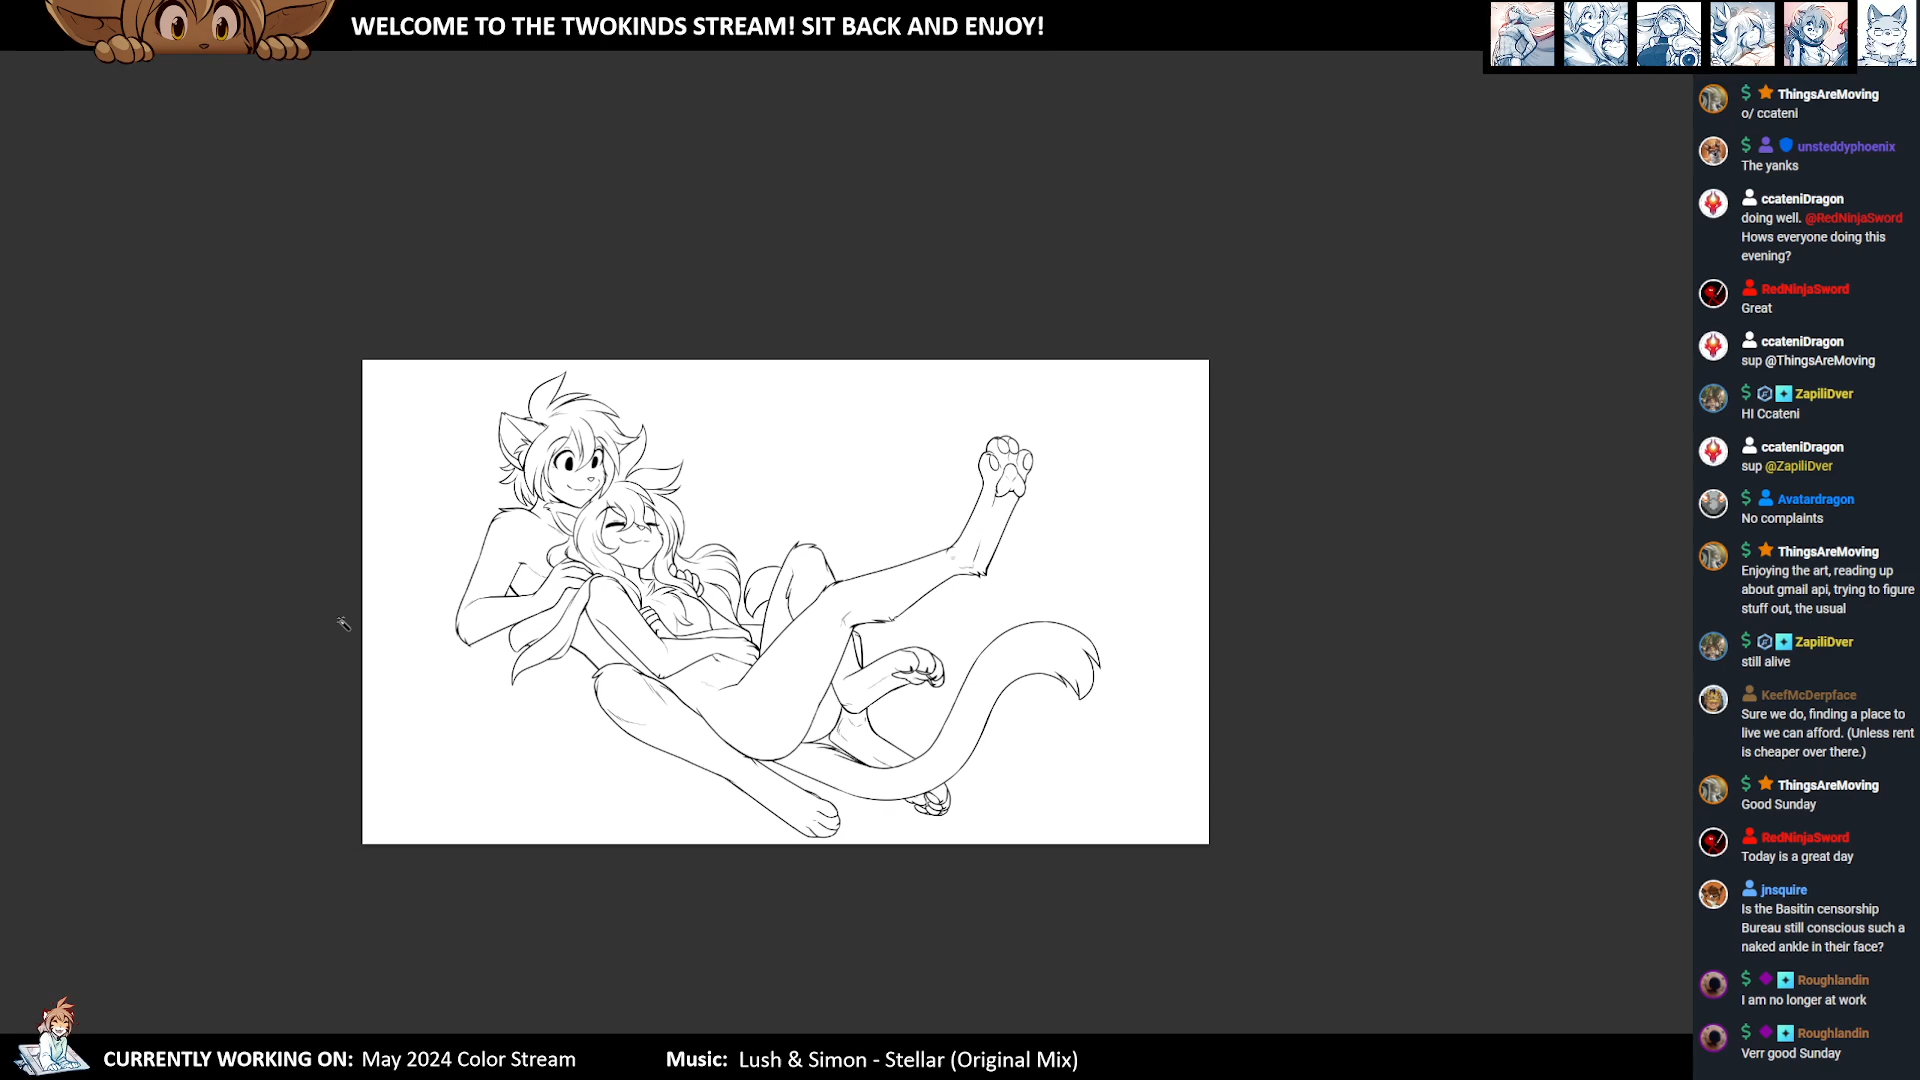 WELCOME TO THE TWOKINDS STREAM! SIT BACK AND ENJOY!
$ ThingsAreMoving
o/ ccateni
$ unsteddyphoenix
The yanks
ccateniDragon
doing well. @RedNinjaSword
Hows everyone doing this
evening?
RedNinjaSword
Great
ccateniDragon
sup @ThingsAreMoving
$ ZapiliDver
HI Ccateni
ccateniDragon
sup @ZapiliDver
$ Avatardragon
No complaints
$ ThingsAreMoving
Enjoying the art, reading up
about gmail api, trying to figure
stuff out, the usual
$ ZapiliDver
still alive
KeefMcDerpface
Sure we do, finding a place to
live we can afford. (Unless rent
is cheaper over there.)
$ ThingsAreMoving
Good Sunday
RedNinjaSword
Today is a great day
jnsquire
Is the Basitin censorship
Bureau still conscious such a
naked ankle in their face?
$ Roughlandin
I am no longer at work
$ Roughlandin
Verr good Sunday
CURRENTLY WORKING ON: May 2024 Color Stream
Music: Lush & Simon - Stellar (Original Mix)